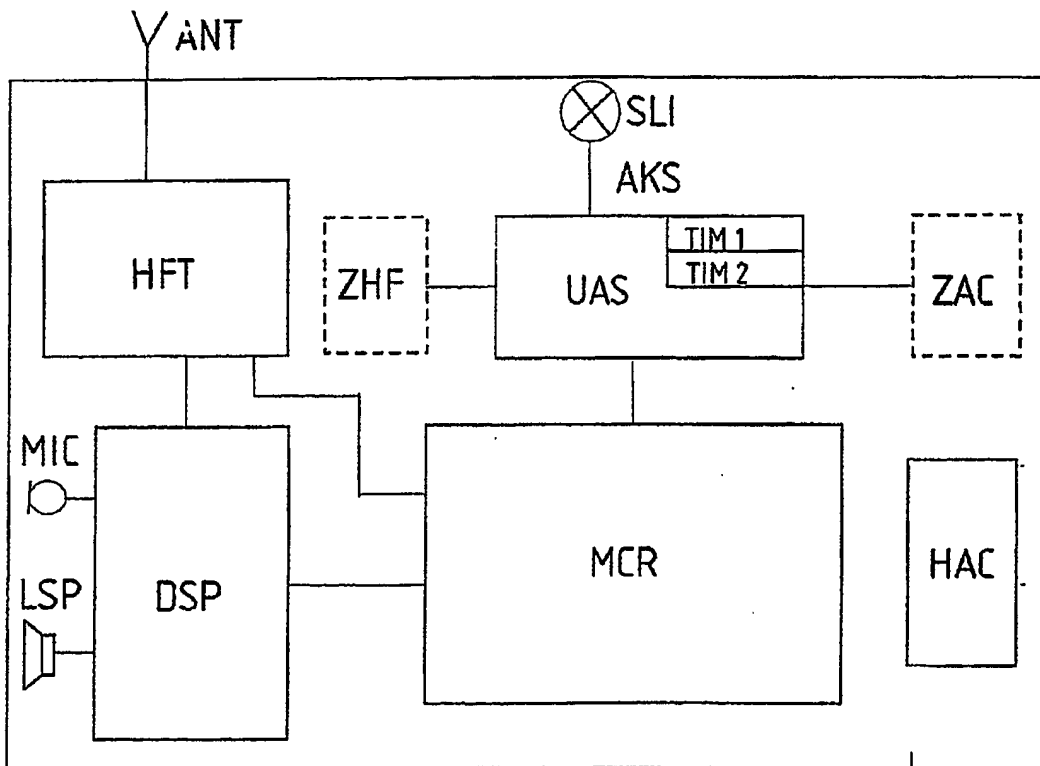 ANT
SLI
AKS
HFT
ZHF
UAS
TIM 1
TIM 2
ZAC
MIC
LSP
DSP
MCR
HAC